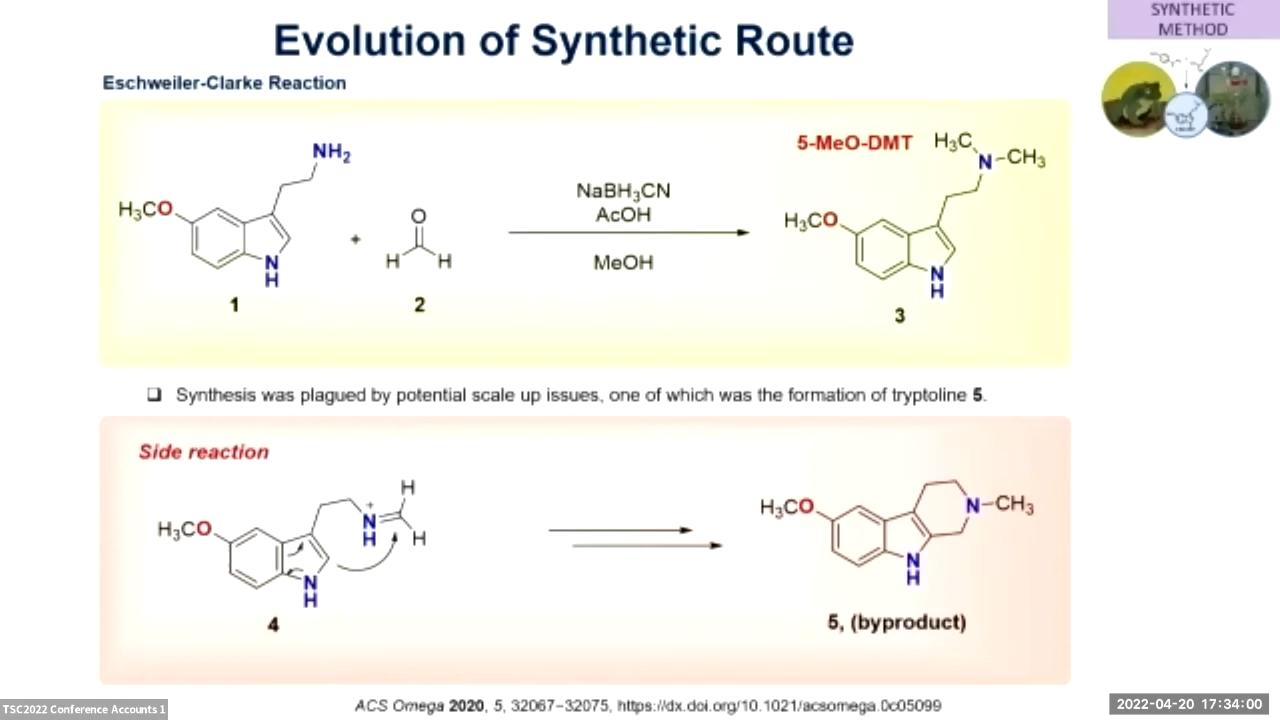 SYNTHETIC
METHOD
Evolution of Synthetic Route
Eschweiler-Clarke Reaction
NH2
H3CO
N
H
1
+
O
H H
2
NaBH3CN
AcOH
MeOH
5-MeO-DMT
H3C
N
CH3
H3CO
N
H
3
❑ Synthesis was plagued by potential scale up issues, one of which was the formation of tryptoline 5.
Side reaction
H
+
N
H
H
H3CO
N
H
4
H3CO
N
CH3
N
H
5, (byproduct)
TSC2022 Conference Accounts 1
ACS Omega 2020, 5, 32067−32075, https://dx.doi.org/10.1021/acsomega.0c05099
2022-04-20 17:34:00